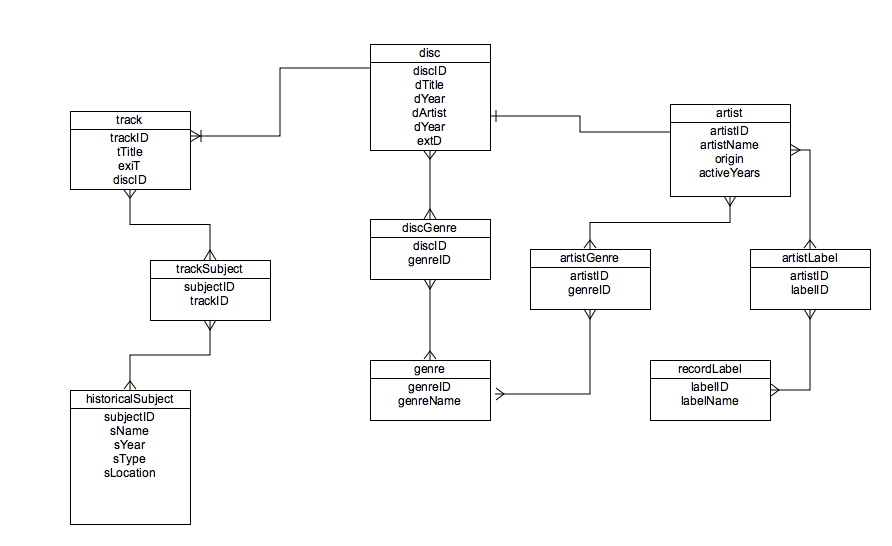 disc
discID
dTitle
dYear
dArtist
dYear
extD
track
trackID
tTitle
exiT
discID
artist
artistID
artistName
origin
activeYears
discGenre
discID
genreID
artistGenre
artistID
genreID
artistLabel
artistID
labelID
trackSubject
subjectID
trackID
genre
genreID
genreName
recordLabel
labelID
labelName
historicalSubject
subjectID
sName
sYear
sType
sLocation